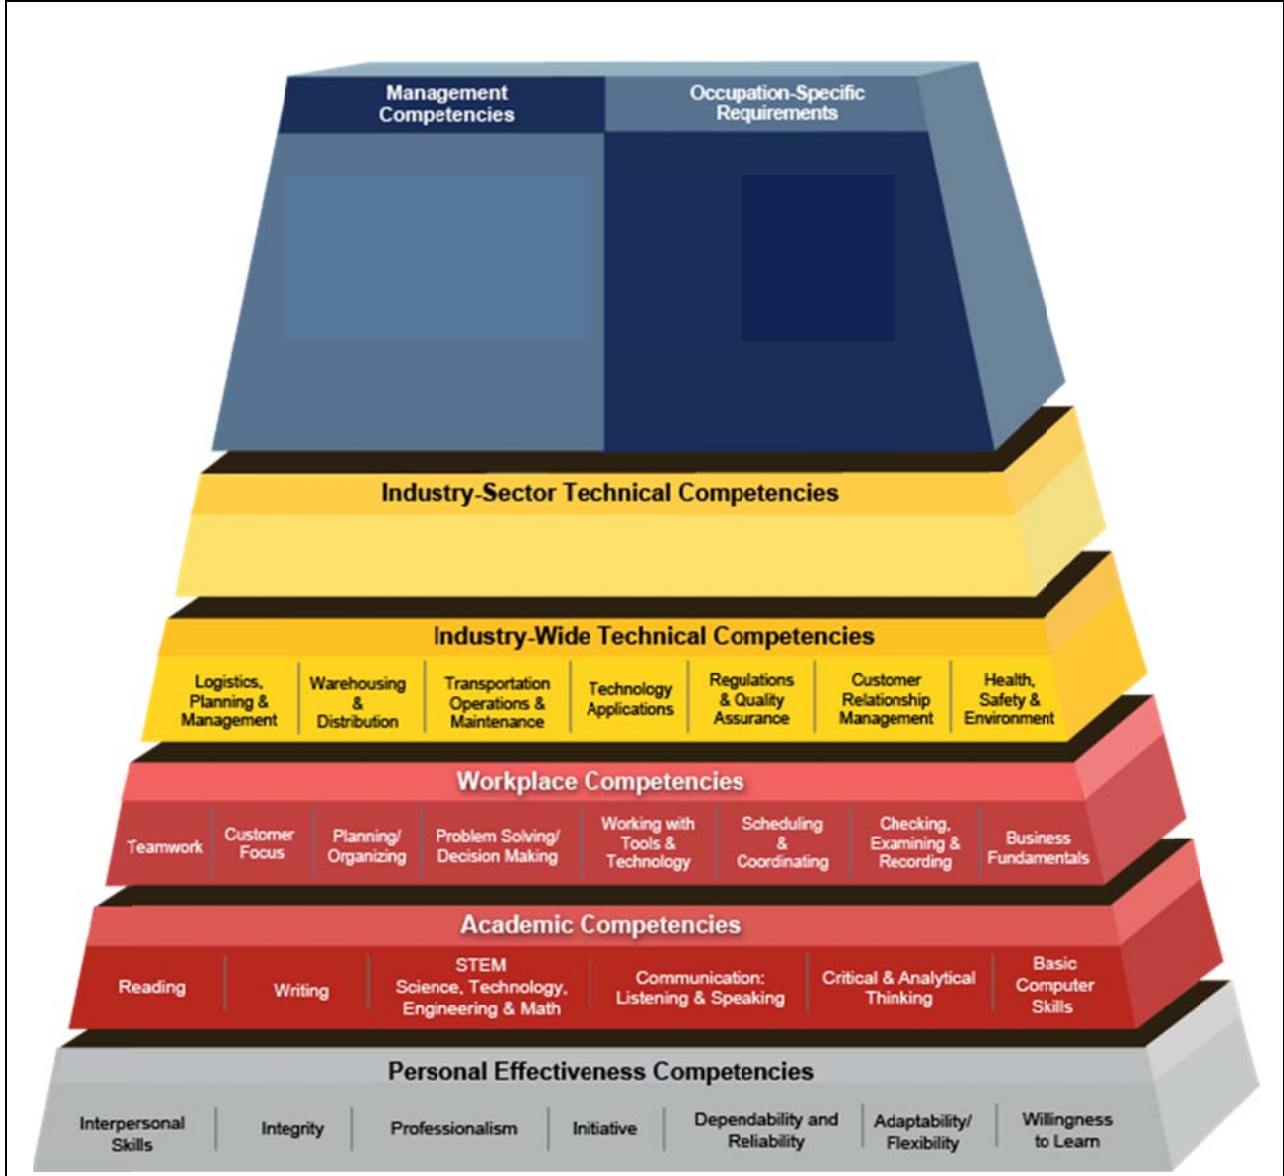 Management
Competencies
Occupation-Specific
Requirements
Industry-Sector Technical Competencies
Industry-Wide Technical Competencies
Logistics,
Planning &
Management
Warehousing
&
Distribution
Transportation
Operations &
Maintenance
Technology
Applications
Regulations
& Quality
Assurance
Customer
Relationship
Management
Health,
Safety &
Environment
Workplace Competencies
Teamwork
Customer
Focus
Planning/
Organizing
Problem Solving/
Decision Making
Working with
Tools &
Technology
Scheduling
&
Coordinating
Checking,
Examining &
Recording
Business
Fundamentals
Academic Competencies
Reading
Writing
STEM
Science, Technology,
Engineering & Math
Communication:
Listening & Speaking
Critical & Analytical
Thinking
Basic
Computer
Skills
Personal Effectiveness Competencies
Interpersonal
Skills
Integrity
Professionalism
Initiative
Dependability and
Reliability
Adaptability/
Flexibility
Willingness
to Learn